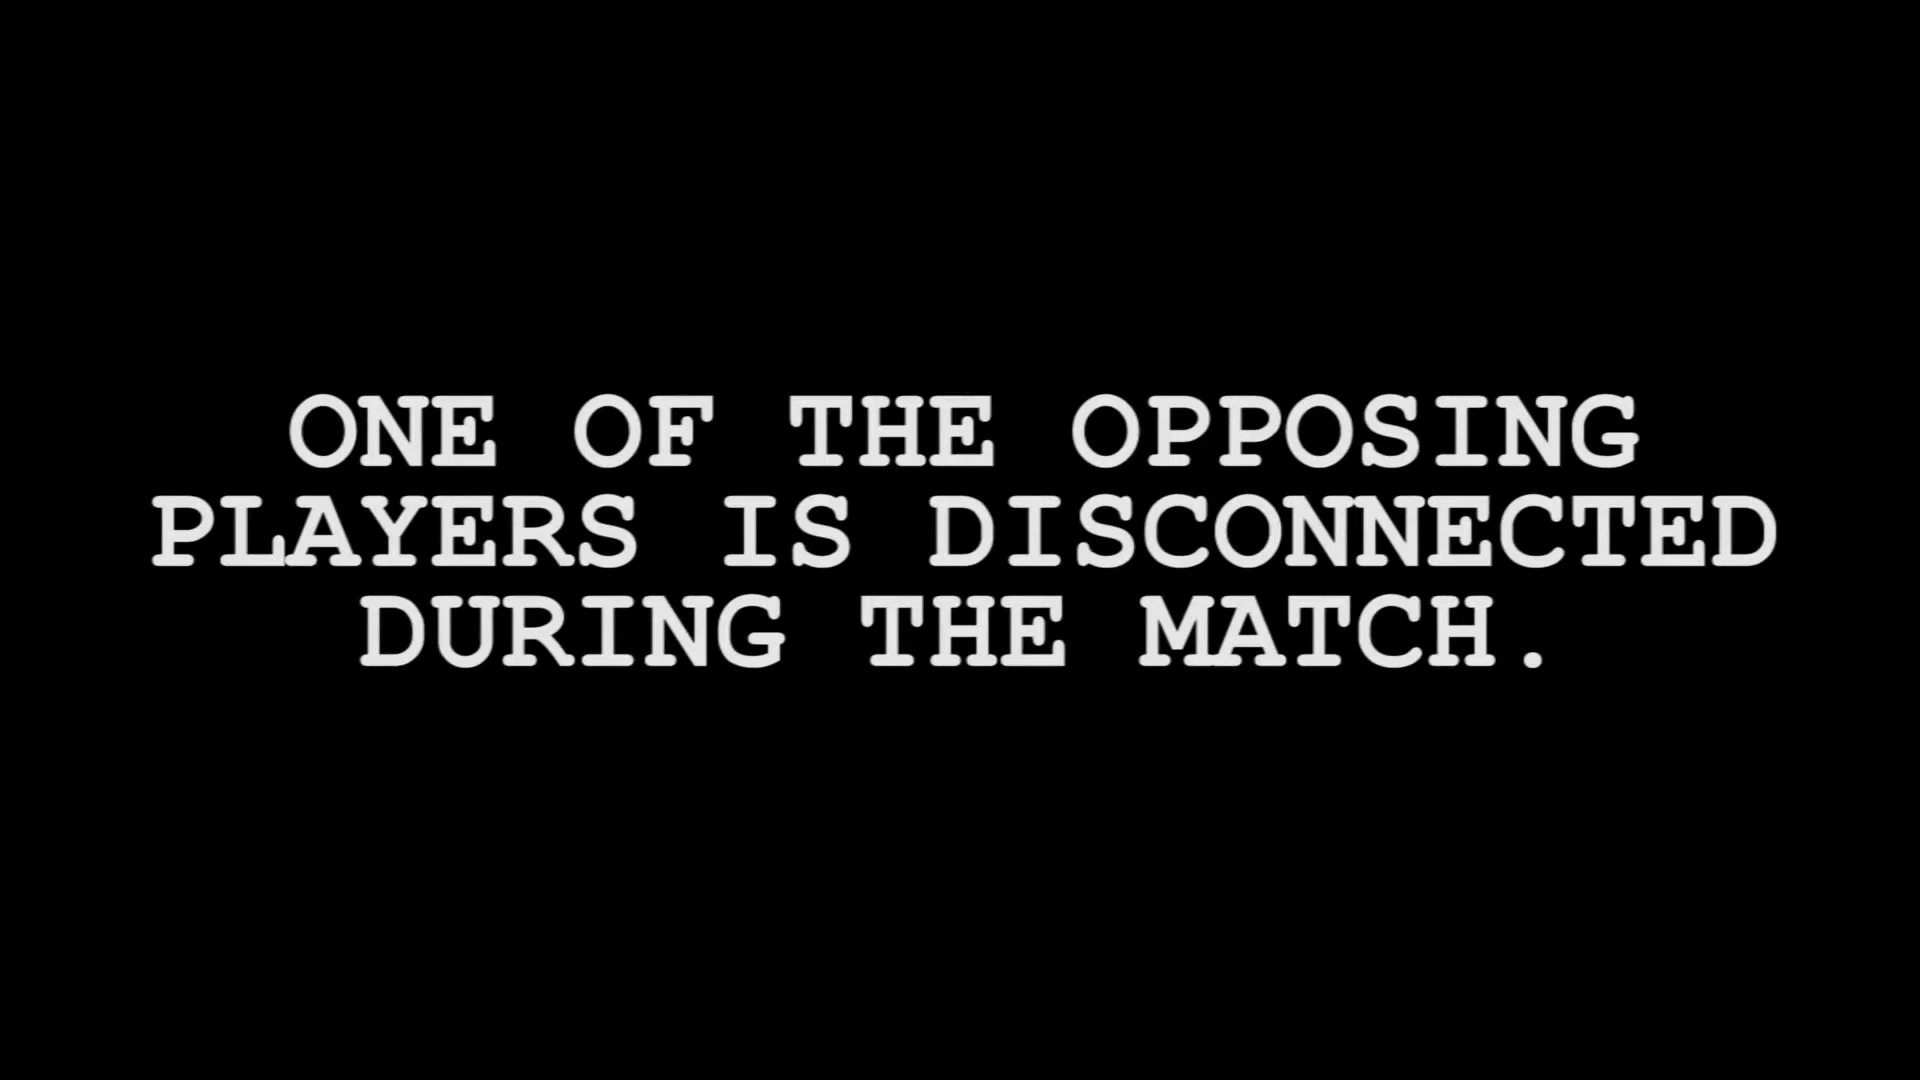 ONE OF THE OPPOSING
PLAYERS IS DISCONNECTED
DURING THE MATCH.